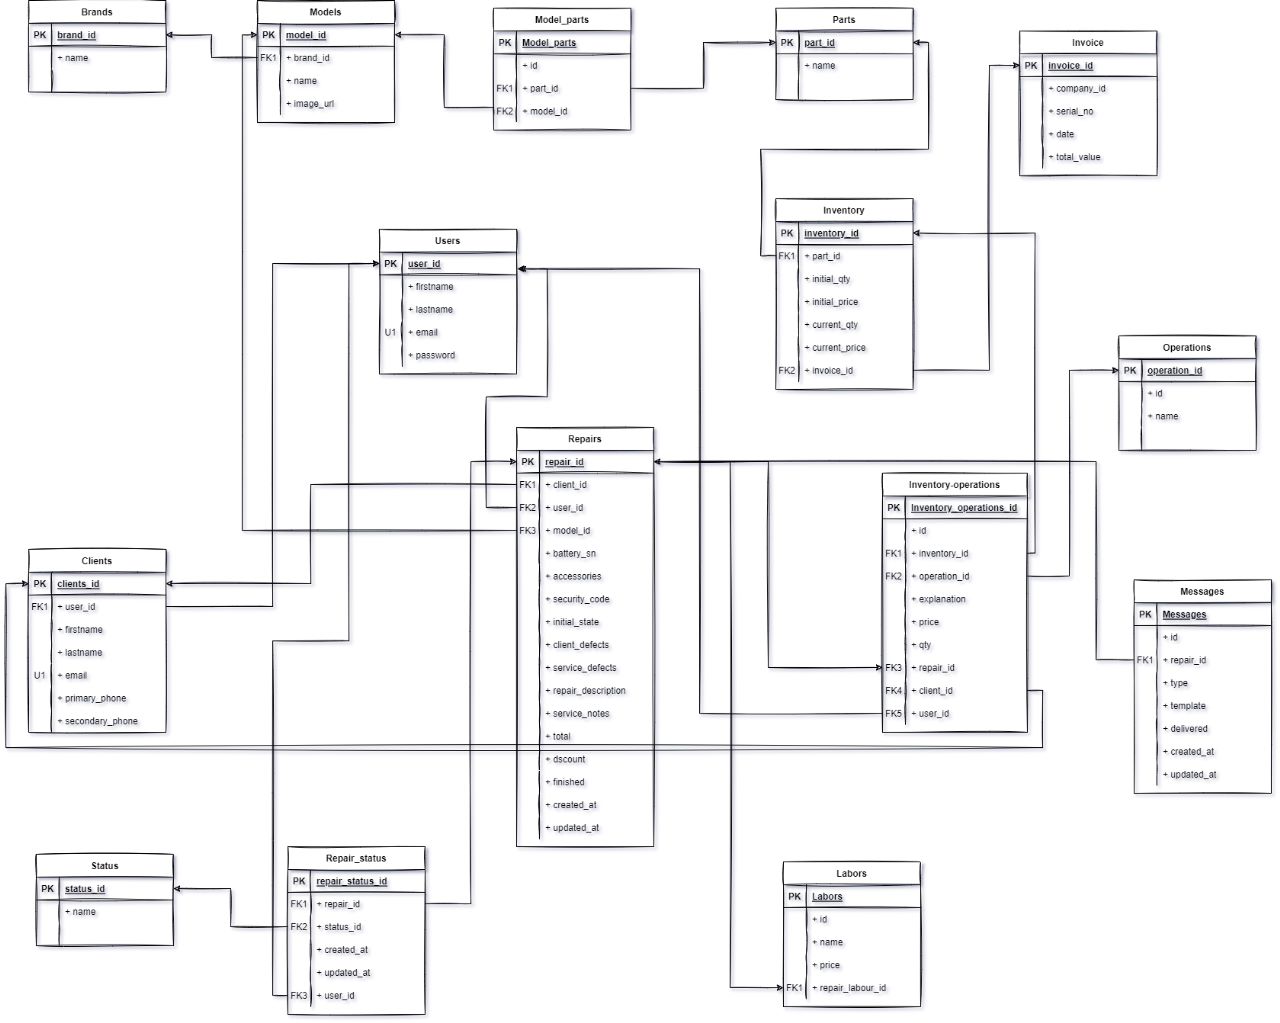 Brands
PK brand_id
+ name
Models
PK model_id
FK1 + brand_id
+ name
+ image_url
Model_parts
PK Model_parts
+ id
FK1 + part_id
FK2 + model_id
Parts
PK part_id
+ name
Invoice
PK invoice_id
+ company_id
+ serial_no
+ date
+ total_value
Users
PK user_id
+ firstname
+ lastname
U1 + email
+ password
Inventory
PK inventory_id
FK1 + part_id
+ initial_qty
+ initial_price
+ current_qty
+ current_price
FK2 + invoice_id
Operations
PK operation_id
+ id
+ name
Repairs
PK repair_id
FK1 + client_id
FK2 + user_id
FK3 + model_id
+ battery_sn
+ accessories
+ security_code
+ initial_state
+ client_defects
+ service_defects
+ repair_description
+ service_notes
+ total
+ dscount
+ finished
+ created_at
+ updated_at
Inventory-operations
PK Inventory_operations_id
+ id
FK1 + inventory_id
FK2 + operation_id
+ explanation
+ price
+ qty
FK3 + repair_id
FK4 + client_id
FK5 + user_id
Clients
PK clients_id
FK1 + user_id
+ firstname
+ lastname
U1 + email
+ primary_phone
+ secondary_phone
Messages
PK Messages
+ id
FK1 + repair_id
+ type
+ template
+ delivered
+ created_at
+ updated_at
Status
PK status_id
+ name
Repair_status
PK repair_status_id
FK1 + repair_id
FK2 + status_id
+ created_at
+ updated_at
FK3 + user_id
Labors
PK Labors
+ id
+ name
+ price
FK1 + repair_labour_id